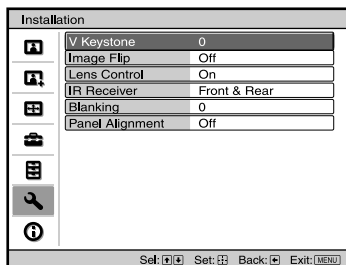 Installation
V Keystone 0
Image Flip Off
Lens Control On
IR Receiver Front & Rear
Blanking 0
Panel Alignment Off
Sel: Set: Back: Exit: MENU